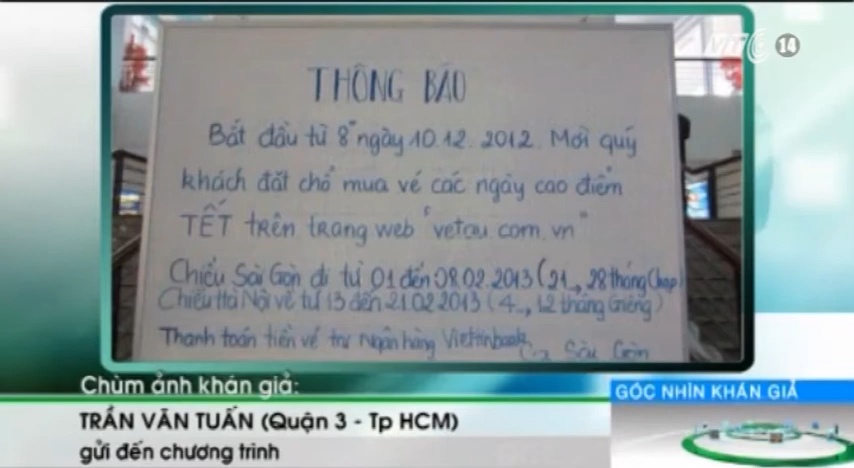 VTC 14
THÔNG BÁO
Bắt đầu từ 8h ngày 10.12.2012. Mời quý
khách đặt chỗ mua vé các ngày cao điểm
TẾT trên trang web "vetau.com.vn"
Chiều Sài Gòn đi từ 01 đến 08.02.2013 (21→28 tháng Chạp)
Chiều Hà Nội về từ 13 đến 21.02.2013 (4→12 tháng Giêng)
Thanh toán tiền vé tại Ngân hàng Viettinbank
Ga Sài Gòn
Chùm ảnh khán giả:
GÓC NHÌN KHÁN GIẢ
TRẦN VĂN TUẤN (Quận 3 - Tp HCM)
gửi đến chương trình